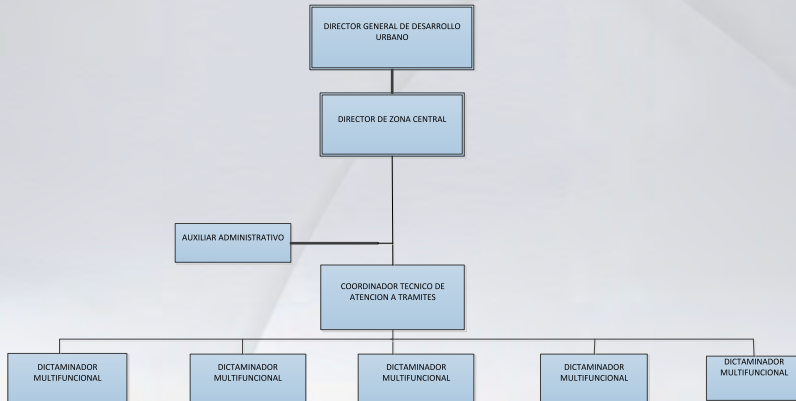 DIRECTOR GENERAL DE DESARROLLO
URBANO
DIRECTOR DE ZONA CENTRAL
AUXILIAR ADMINISTRATIVO
COORDINADOR TECNICO DE
ATENCION A TRAMITES
DICTAMINADOR
MULTIFUNCIONAL
DICTAMINADOR
MULTIFUNCIONAL
DICTAMINADOR
MULTIFUNCIONAL
DICTAMINADOR
MULTIFUNCIONAL
DICTAMINADOR
MULTIFUNCIONAL